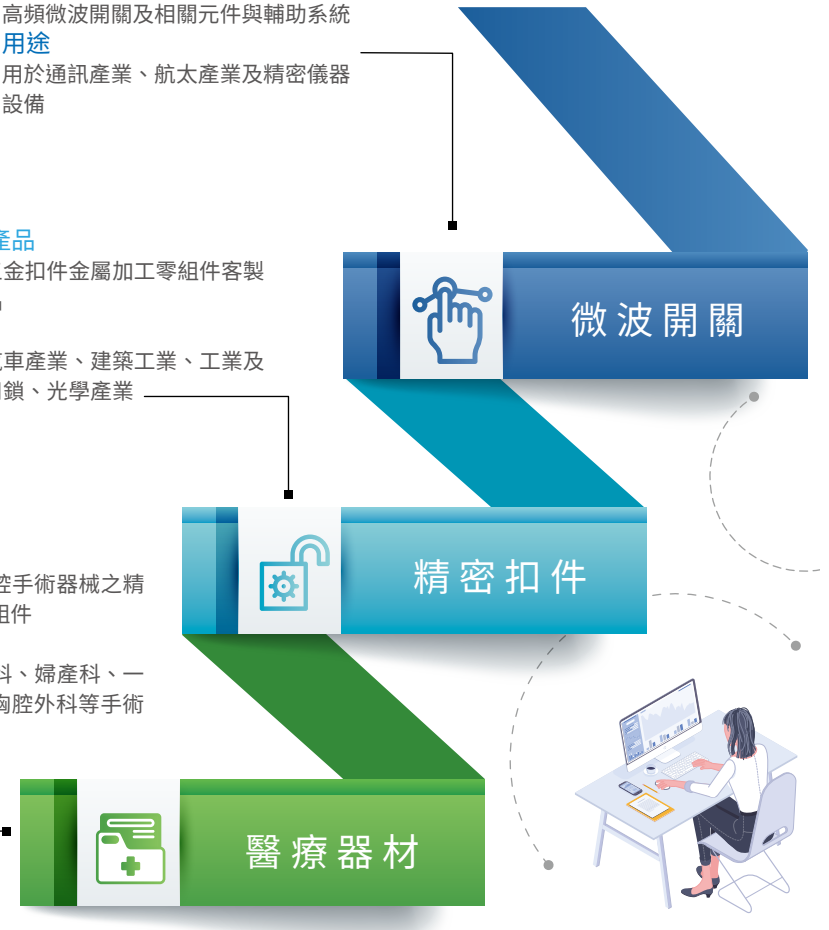 高頻微波開關及相關元件與輔助系統
用途
用於通訊產業、航太產業及精密儀器
設備
產品
金扣件金屬加工零組件客製
微波開關
車產業、建築工業、工業及
鎖、光學產業
精密扣件
腔手術器械之精
組件
科、婦產科、一
胸腔外科等手術
醫療器材